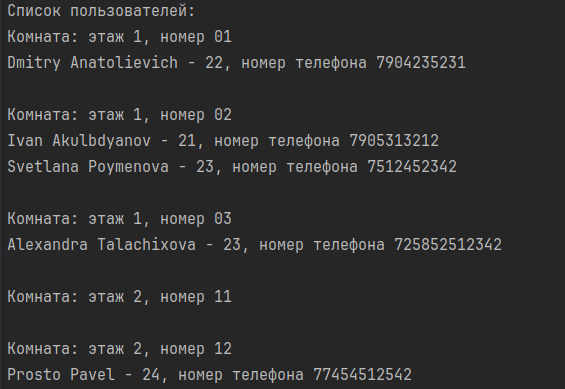 Список пользователей:
Комната: этаж 1, номер 01
Dmitry Anatolievich - 22, номер телефона 7904235231
Комната: этаж 1, номер 02
Ivan Akulbdyanov - 21, номер телефона 7905313212
Svetlana Poymenova - 23, номер телефона 7512452342
Комната: этаж 1, номер 03
Alexandra Talachixova - 23, номер телефона 725852512342
Комната: этаж 2, номер 11
Комната: этаж 2, номер 12
Prosto Pavel - 24, номер телефона 77454512542